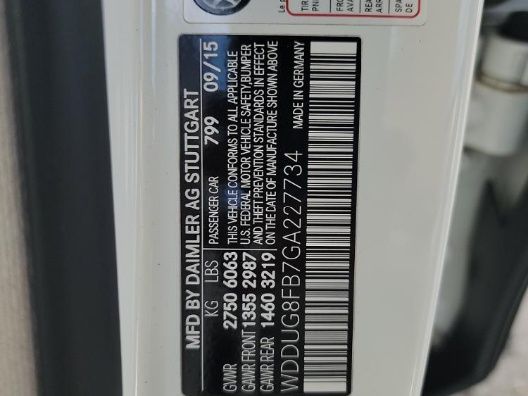 MFD BY DAIMLER AG STUTTGART
KG LBS PASSENGER CAR 799 09/15
GVWR 2750 6063 THIS VEHICLE CONFORMS TO ALL APPLICABLE
U.S. FEDERAL MOTOR VEHICLE SAFETY, BUMPER
GAWR FRONT 1355 2987 AND THEFT PREVENTION STANDARDS IN EFFECT
GAWR REAR 1460 3219 ON THE DATE OF MANUFACTURE SHOWN ABOVE
WDDUG8FB7GA227734 MADE IN GERMANY
TIR